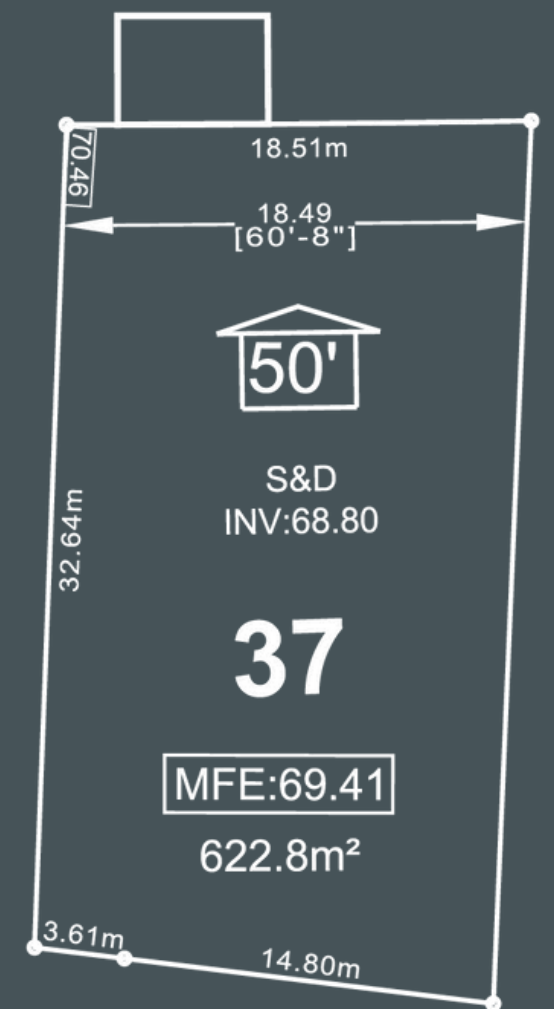 70.46
18.51m
18.49
[60'-8"]
50'
S&D
INV:68.80
32.64m
37
MFE:69.41
622.8m²
3.61m
14.80m